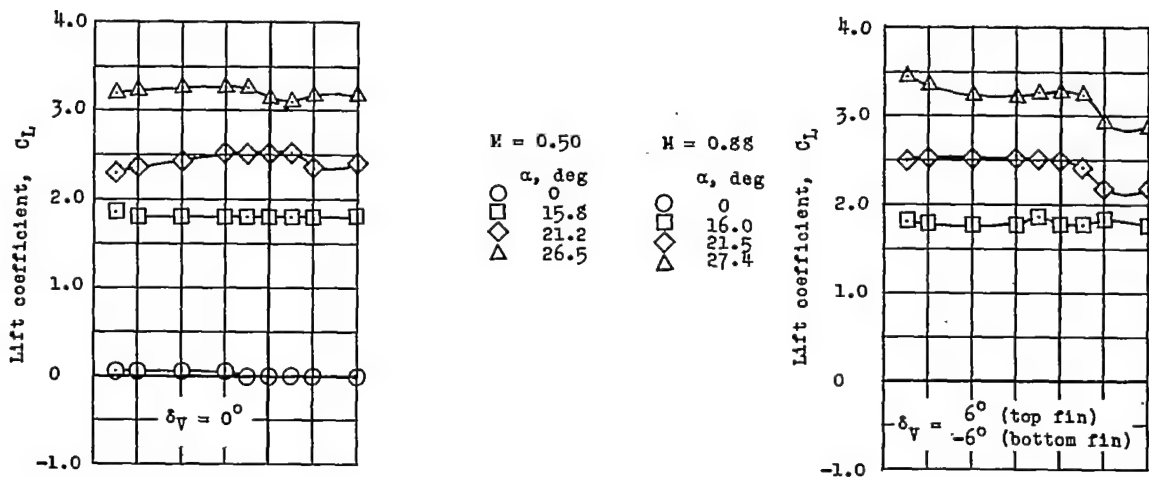 4.0
3.0
2.0
1.0
0
-1.0
Lift coefficient, C_L
δ_V = 0°
M = 0.50
α, deg
0
15.8
21.2
26.5
M = 0.88
α, deg
0
16.0
21.5
27.4
4.0
3.0
2.0
1.0
0
-1.0
Lift coefficient, C_L
δ_V = 6° (top fin)
-6° (bottom fin)